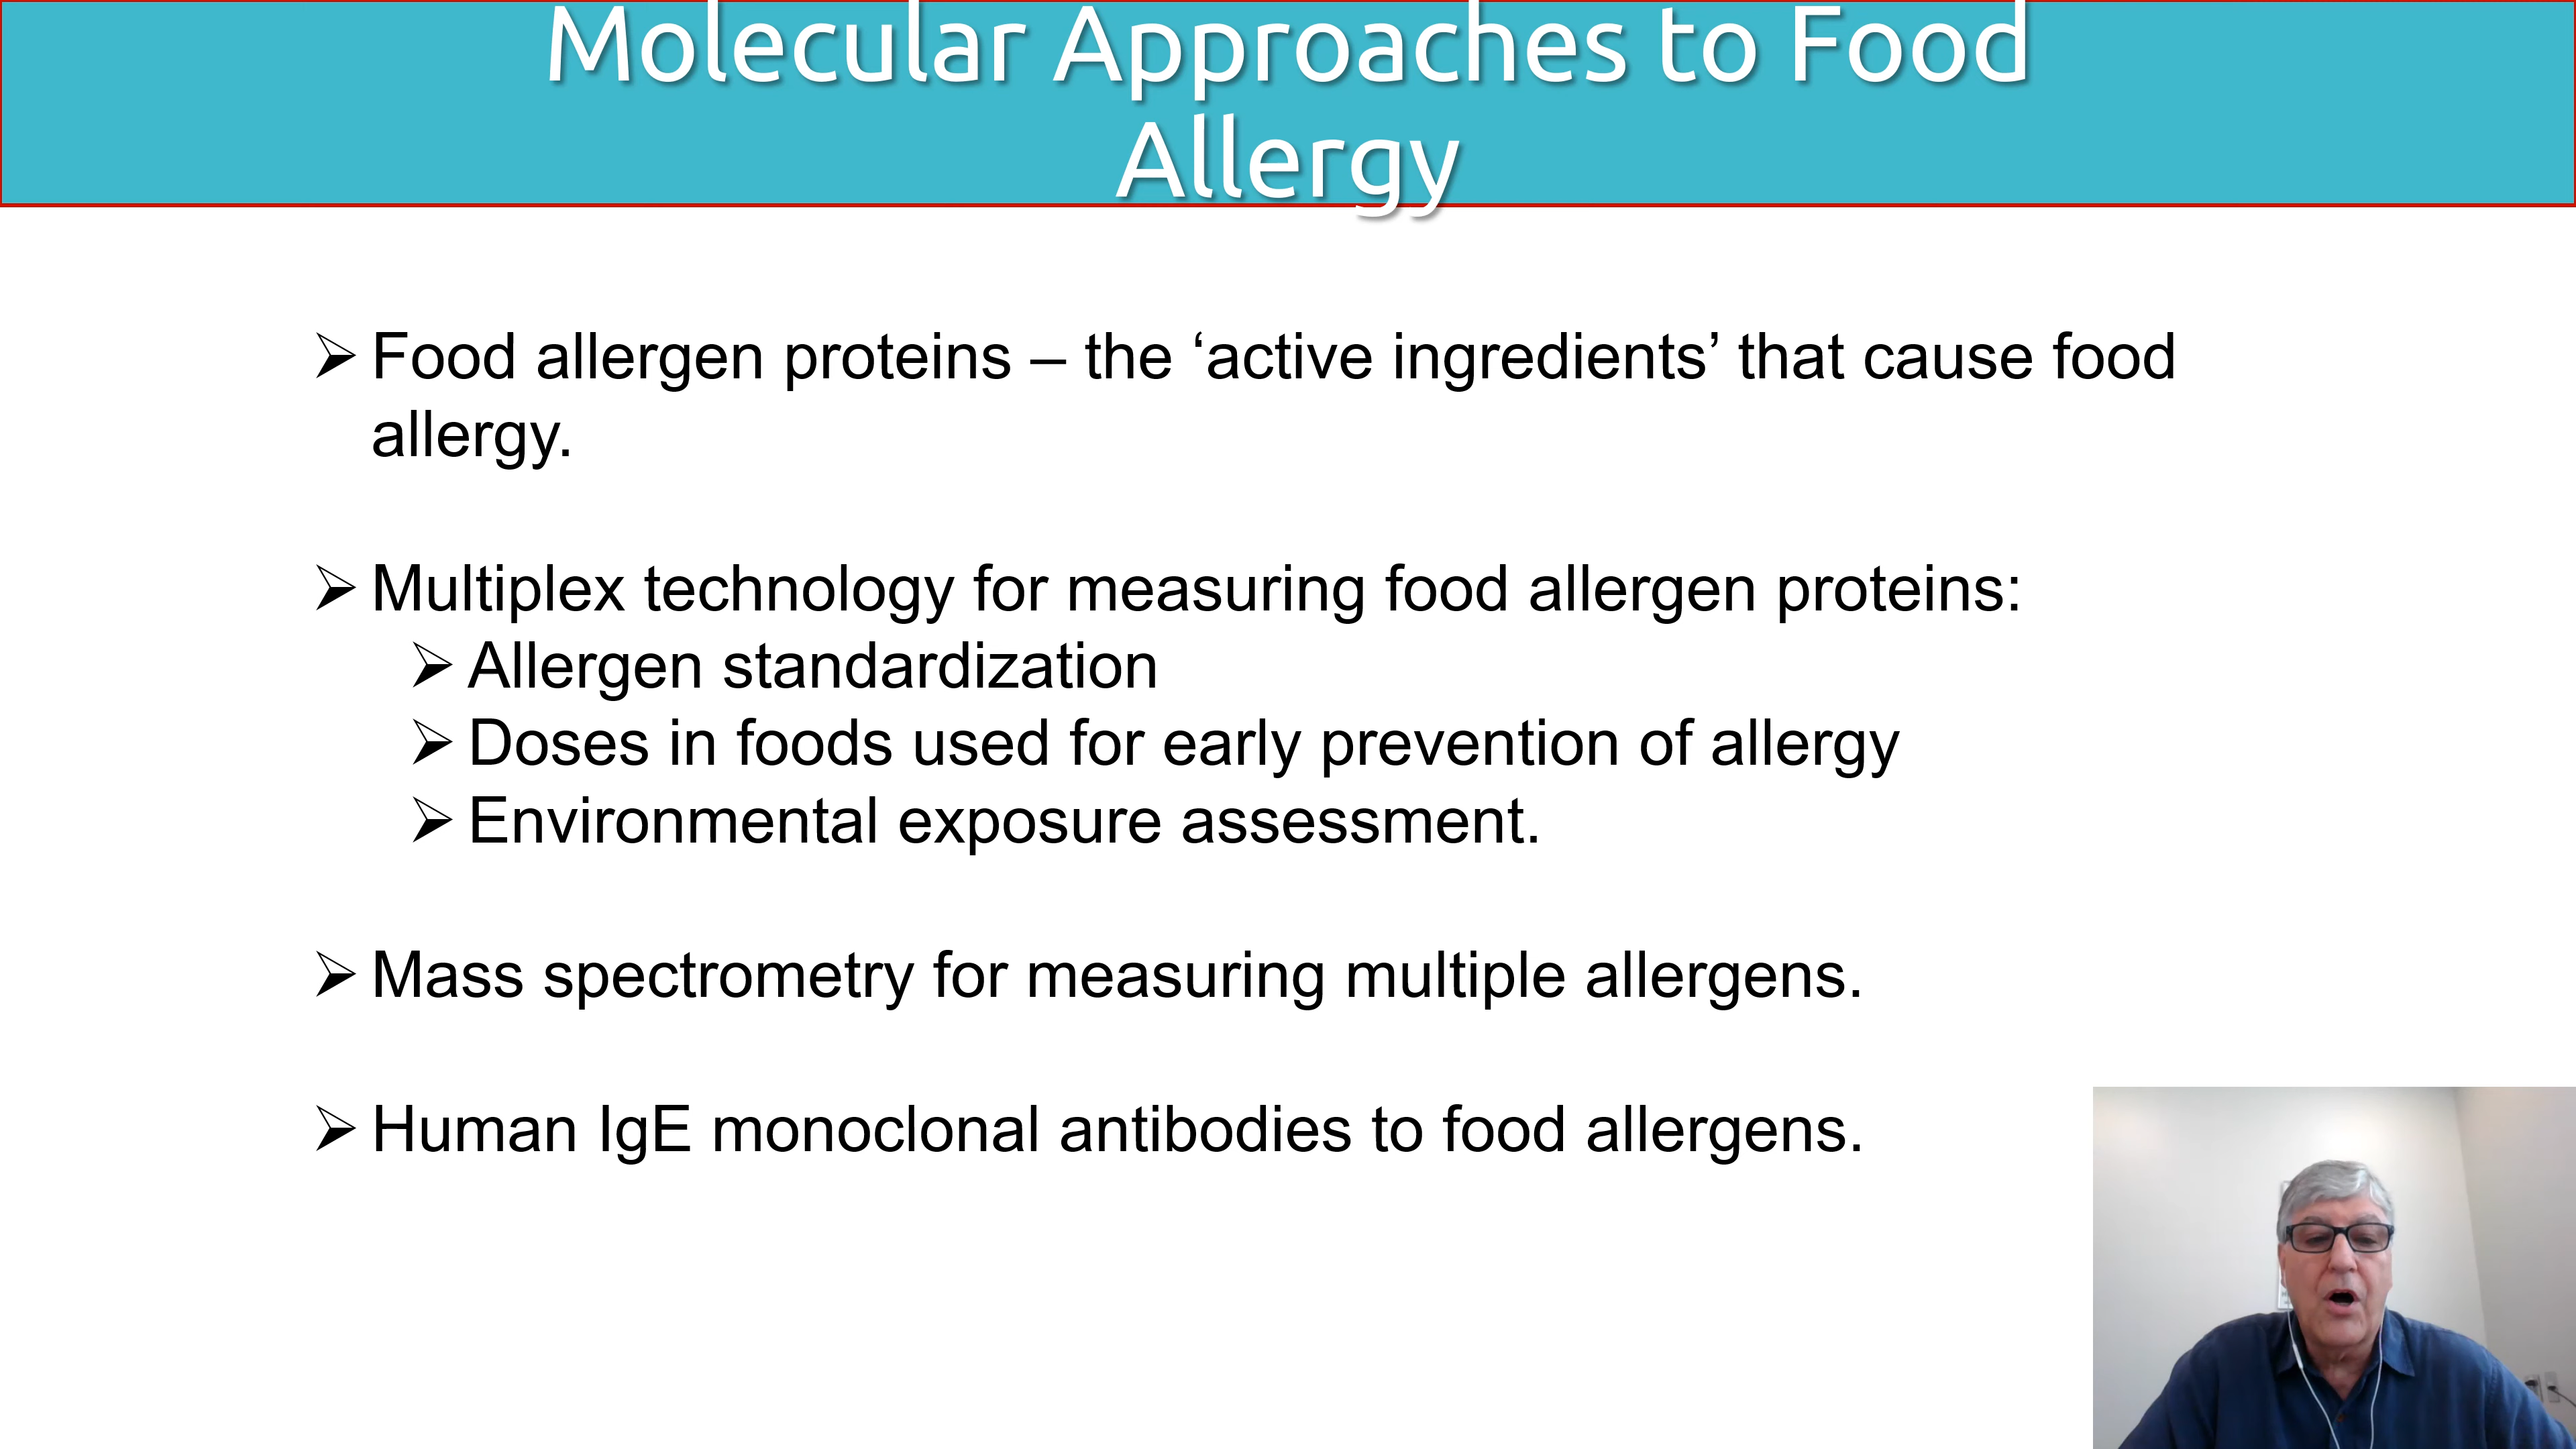 Molecular Approaches to Food
Allergy
➢ Food allergen proteins – the ‘active ingredients’ that cause food
allergy.
➢ Multiplex technology for measuring food allergen proteins:
➢ Allergen standardization
➢ Doses in foods used for early prevention of allergy
➢ Environmental exposure assessment.
➢ Mass spectrometry for measuring multiple allergens.
➢ Human IgE monoclonal antibodies to food allergens.